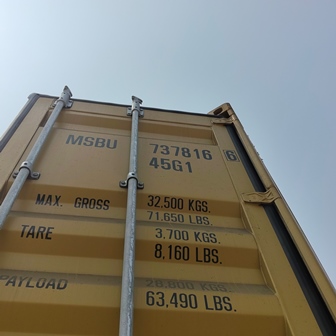 MSBU 737816 6
45G1
MAX. GROSS 32.500 KGS.
71.650 LBS.
TARE 3.700 KGS.
8,160 LBS.
PAYLOAD 28,800 KGS.
63,490 LBS.